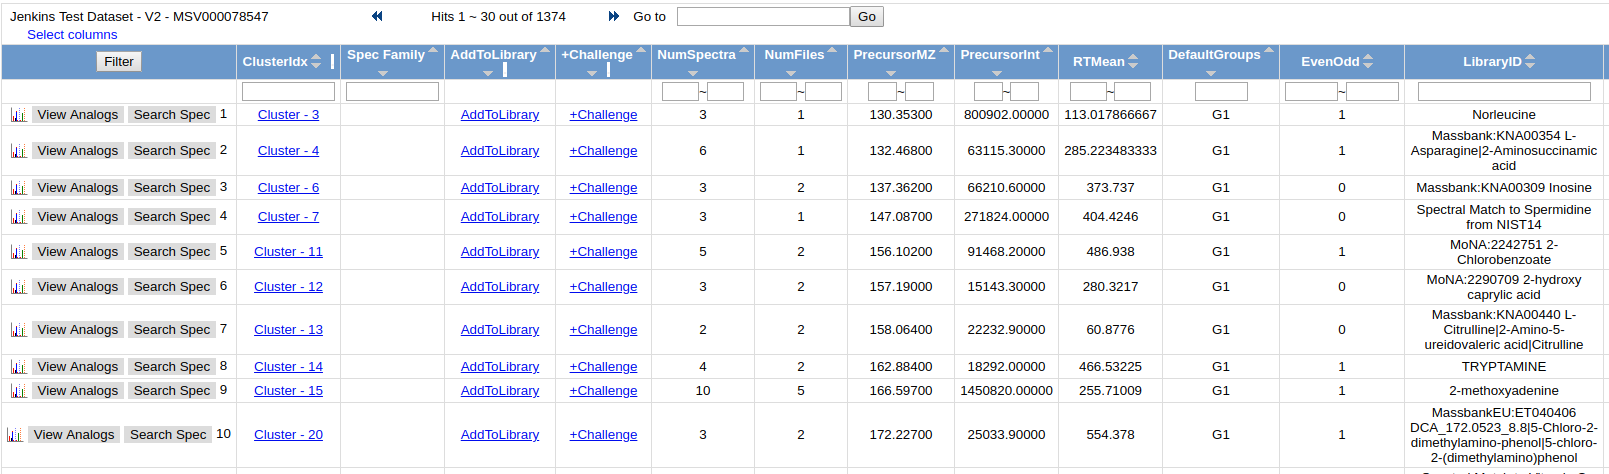 Jenkins Test Dataset - V2 - MSV000078547 Hits 1 ~ 30 out of 1374 Go to Go
Select columns
Filter ClusterIdx Spec Family AddToLibrary +Challenge NumSpectra NumFiles PrecursorMZ PrecursorInt RTMean DefaultGroups EvenOdd LibraryID
~ ~ ~ ~ ~ ~
View Analogs Search Spec 1 Cluster - 3 AddToLibrary +Challenge 3 1 130.35300 800902.00000 113.017866667 G1 1 Norleucine
View Analogs Search Spec 2 Cluster - 4 AddToLibrary +Challenge 6 1 132.46800 63115.30000 285.223483333 G1 1 Massbank:KNA00354 L-
Asparagine|2-Aminosuccinamic
acid
View Analogs Search Spec 3 Cluster - 6 AddToLibrary +Challenge 3 2 137.36200 66210.60000 373.737 G1 0 Massbank:KNA00309 Inosine
View Analogs Search Spec 4 Cluster - 7 AddToLibrary +Challenge 3 1 147.08700 271824.00000 404.4246 G1 0 Spectral Match to Spermidine
from NIST14
View Analogs Search Spec 5 Cluster - 11 AddToLibrary +Challenge 5 2 156.10200 91468.20000 486.938 G1 1 MoNA:2242751 2-
Chlorobenzoate
View Analogs Search Spec 6 Cluster - 12 AddToLibrary +Challenge 3 2 157.19000 15143.30000 280.3217 G1 0 MoNA:2290709 2-hydroxy
caprylic acid
View Analogs Search Spec 7 Cluster - 13 AddToLibrary +Challenge 2 2 158.06400 22232.90000 60.8776 G1 0 Massbank:KNA00440 L-
Citrulline|2-Amino-5-
ureidovaleric acid|Citrulline
View Analogs Search Spec 8 Cluster - 14 AddToLibrary +Challenge 4 2 162.88400 18292.00000 466.53225 G1 1 TRYPTAMINE
View Analogs Search Spec 9 Cluster - 15 AddToLibrary +Challenge 10 5 166.59700 1450820.00000 255.71009 G1 1 2-methoxyadenine
View Analogs Search Spec 10 Cluster - 20 AddToLibrary +Challenge 3 2 172.22700 25033.90000 554.378 G1 1 MassbankEU:ET040406
DCA_172.0523_8.8|5-Chloro-2-
dimethylamino-phenol|5-chloro-
2-(dimethylamino)phenol